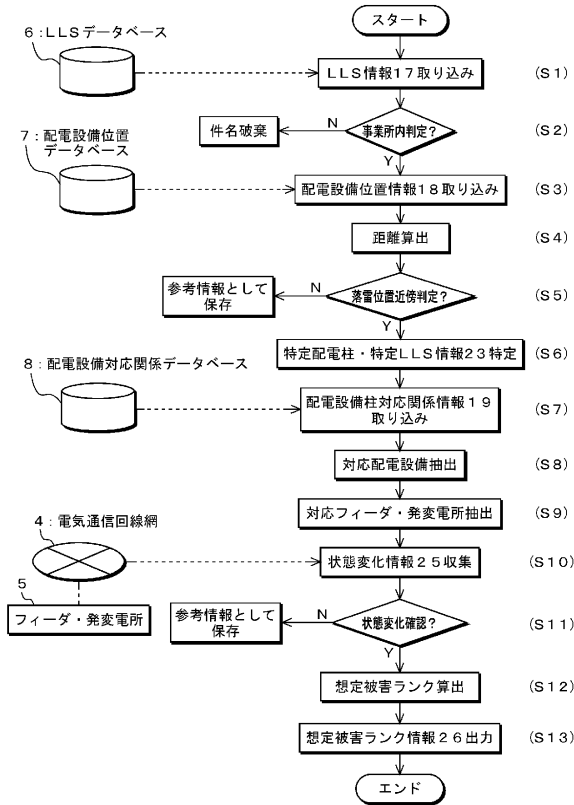 スタート
6：ＬＬＳデータベース
ＬＬＳ情報１７取り込み
（Ｓ１）
件名破棄
Ｎ
事業所内判定？
（Ｓ２）
Ｙ
7：配電設備位置
データベース
配電設備位置情報１８取り込み
（Ｓ３）
距離算出
（Ｓ４）
参考情報として
保存
Ｎ
落雷位置近傍判定？
（Ｓ５）
Ｙ
特定配電柱・特定ＬＬＳ情報２３特定
（Ｓ６）
8：配電設備対応関係データベース
配電設備柱対応関係情報１９
取り込み
（Ｓ７）
対応配電設備抽出
（Ｓ８）
対応フィーダ・発変電所抽出
（Ｓ９）
4：電気通信回線網
状態変化情報２５収集
（Ｓ１０）
5
フィーダ・発変電所
参考情報として
保存
Ｎ
状態変化確認？
（Ｓ１１）
Ｙ
想定被害ランク算出
（Ｓ１２）
想定被害ランク情報２６出力
（Ｓ１３）
エンド